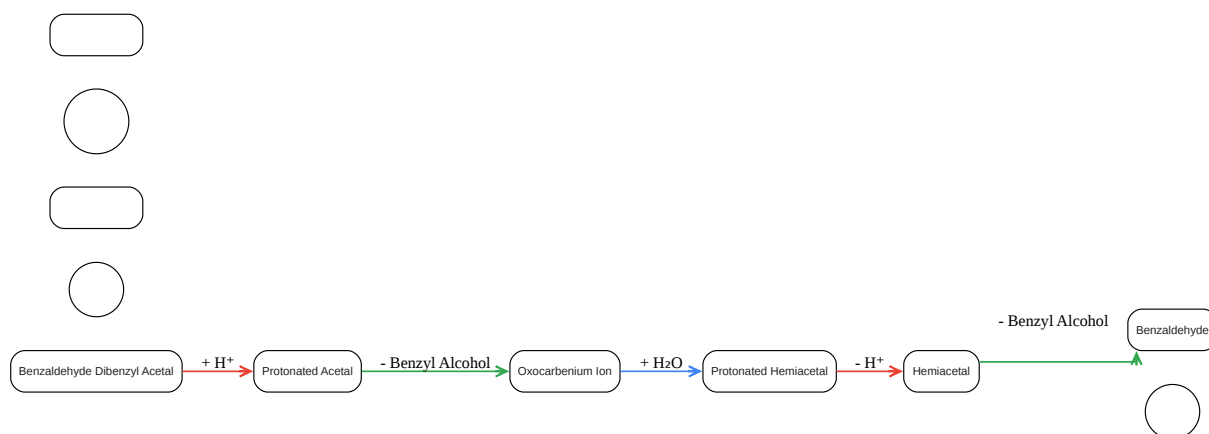 - Benzyl Alcohol
Benzaldehyde
Benzaldehyde Dibenzyl Acetal
+ H⁺
Protonated Acetal
- Benzyl Alcohol
Oxocarbenium Ion
+ H₂O
Protonated Hemiacetal
- H⁺
Hemiacetal